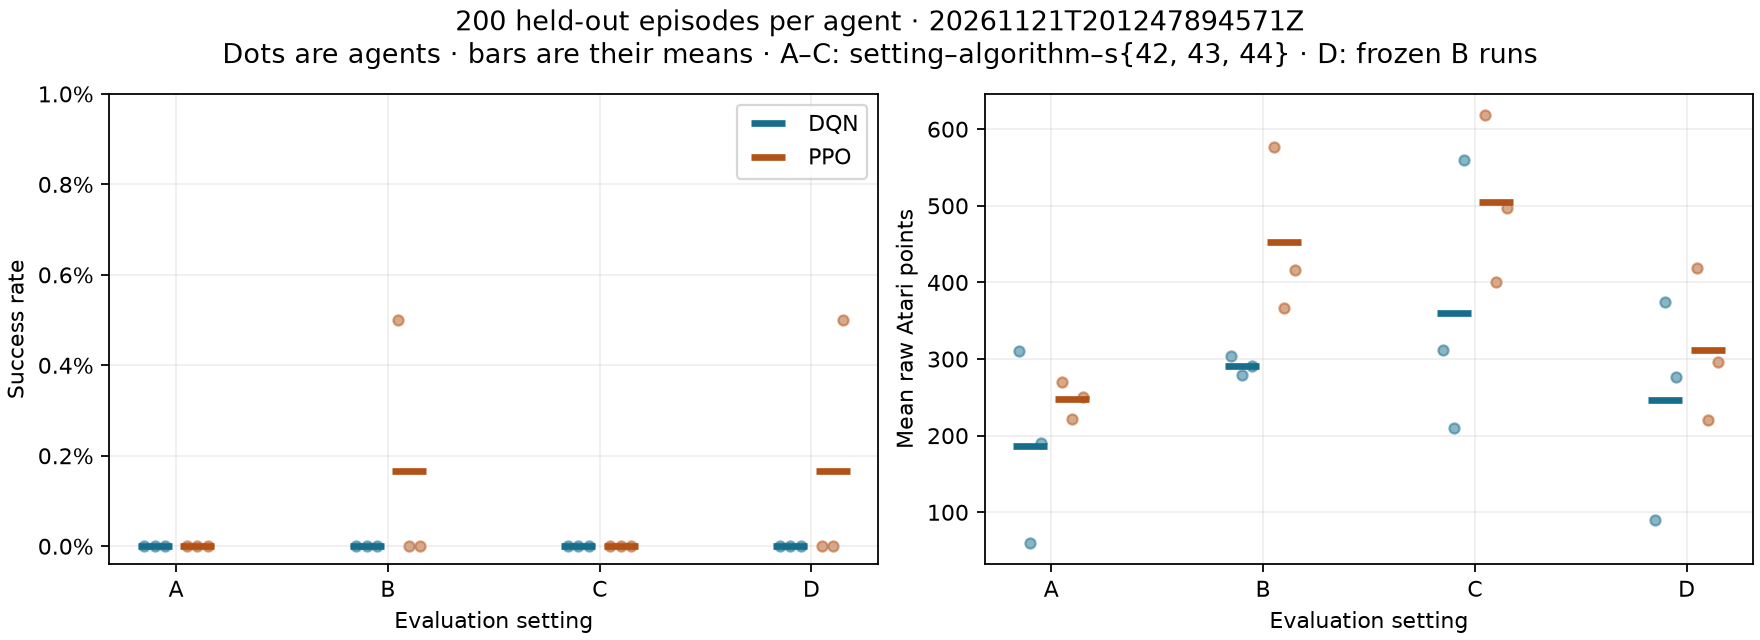 200 held-out episodes per agent · 20261121T201247894571Z
Dots are agents · bars are their means · A–C: setting–algorithm–s{42, 43, 44} · D: frozen B runs
1.0%
0.8%
0.6%
0.4%
0.2%
0.0%
Success rate
DQN
PPO
A
B
C
D
Evaluation setting
600
500
400
300
200
100
Mean raw Atari points
A
B
C
D
Evaluation setting